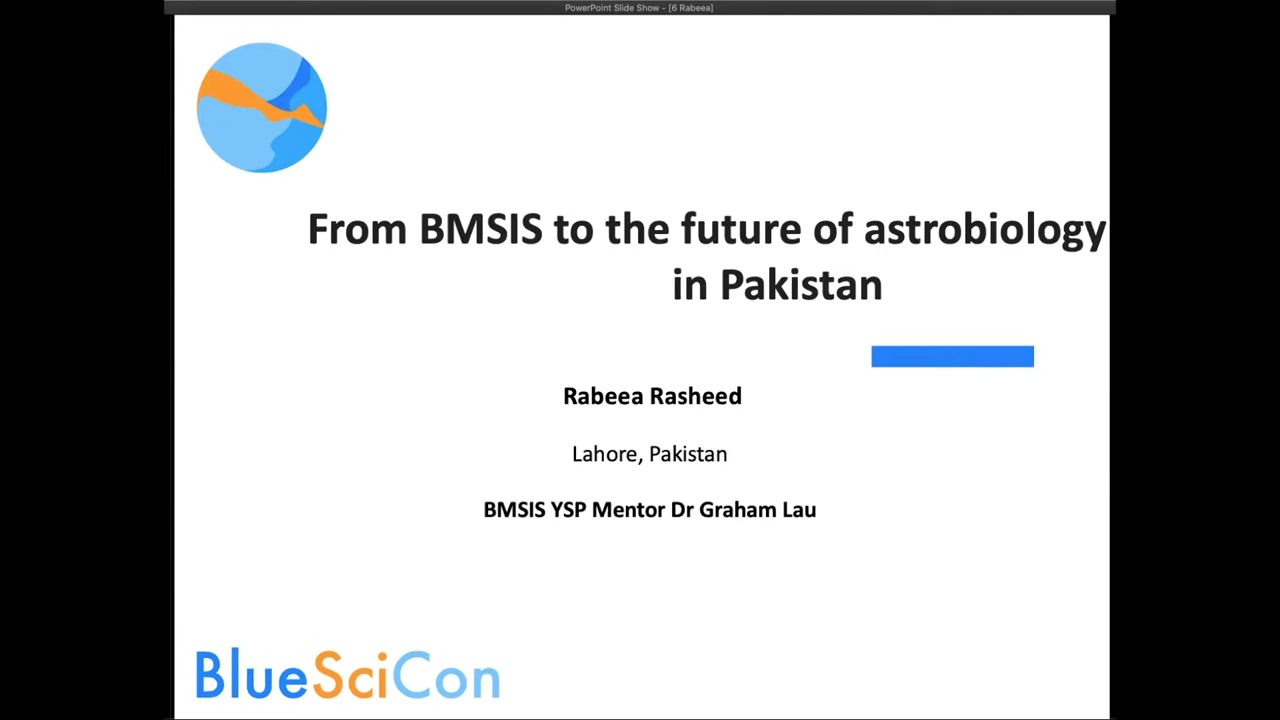 PowerPoint Slide Show - [6 Rabeea]
From BMSIS to the future of astrobiology
in Pakistan
Rabeea Rasheed
Lahore, Pakistan
BMSIS YSP Mentor Dr Graham Lau
BlueSciCon